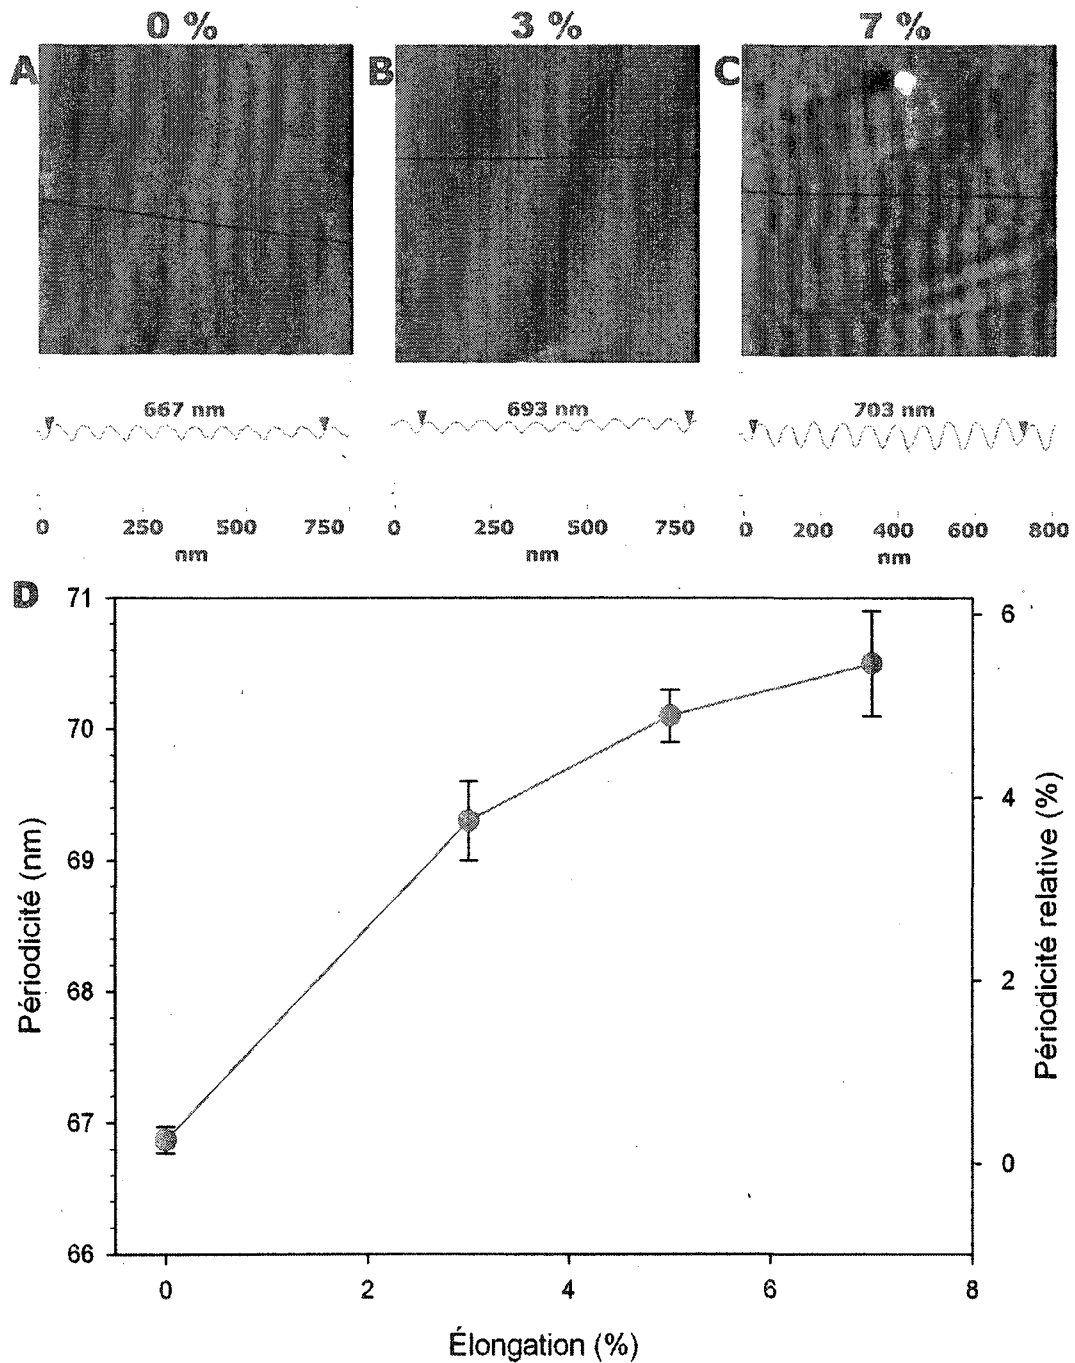 0 % 3 % 7 %
A B C
667 nm 693 nm 703 nm
0 250 500 750 0 250 500 750 0 200 400 600 800
nm nm nm
D
71
70
69
68
67
66
Périodicité (nm)
6
4
2
0
Périodicité relative (%)
0 2 4 6 8
Élongation (%)